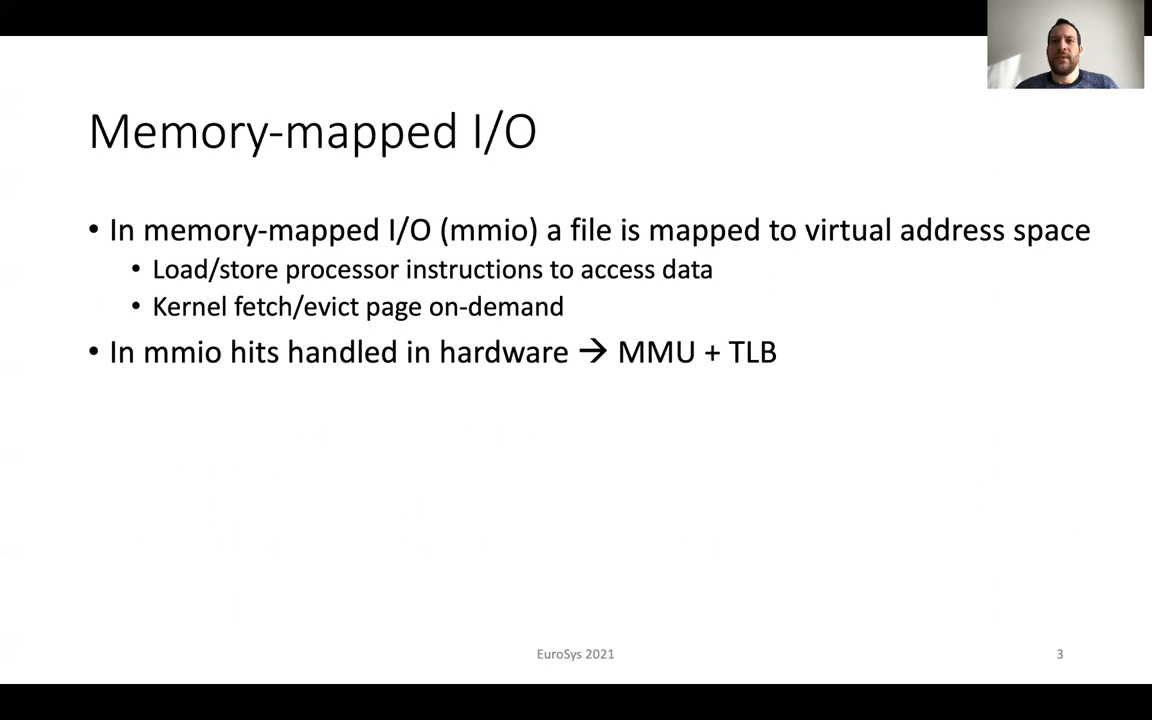 Memory-mapped I/O
• In memory-mapped I/O (mmio) a file is mapped to virtual address space
• Load/store processor instructions to access data
• Kernel fetch/evict page on-demand
• In mmio hits handled in hardware → MMU + TLB
EuroSys 2021
3